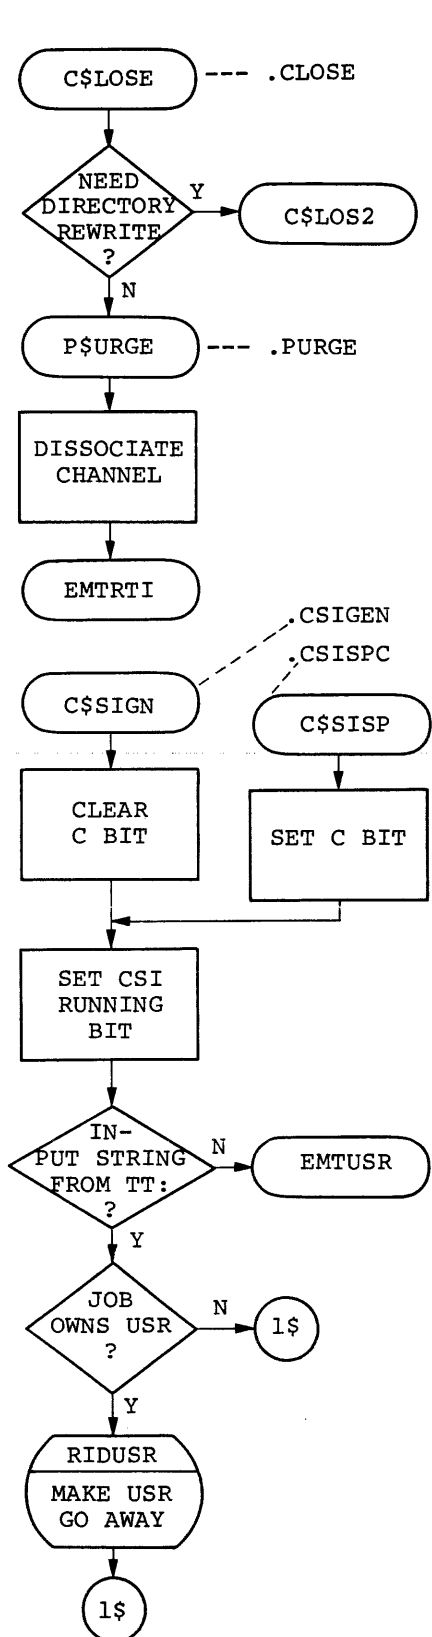 C$LOSE --- .CLOSE
NEED
DIRECTORY
REWRITE
?
Y
C$LOS2
N
P$URGE --- .PURGE
DISSOCIATE
CHANNEL
EMTRTI
.CSIGEN
.CSISPC
C$SIGN
C$SISP
CLEAR
C BIT
SET C BIT
SET CSI
RUNNING
BIT
IN-
PUT STRING
FROM TT:
?
N
EMTUSR
Y
JOB
OWNS USR
?
N
1$
Y
RIDUSR
MAKE USR
GO AWAY
1$